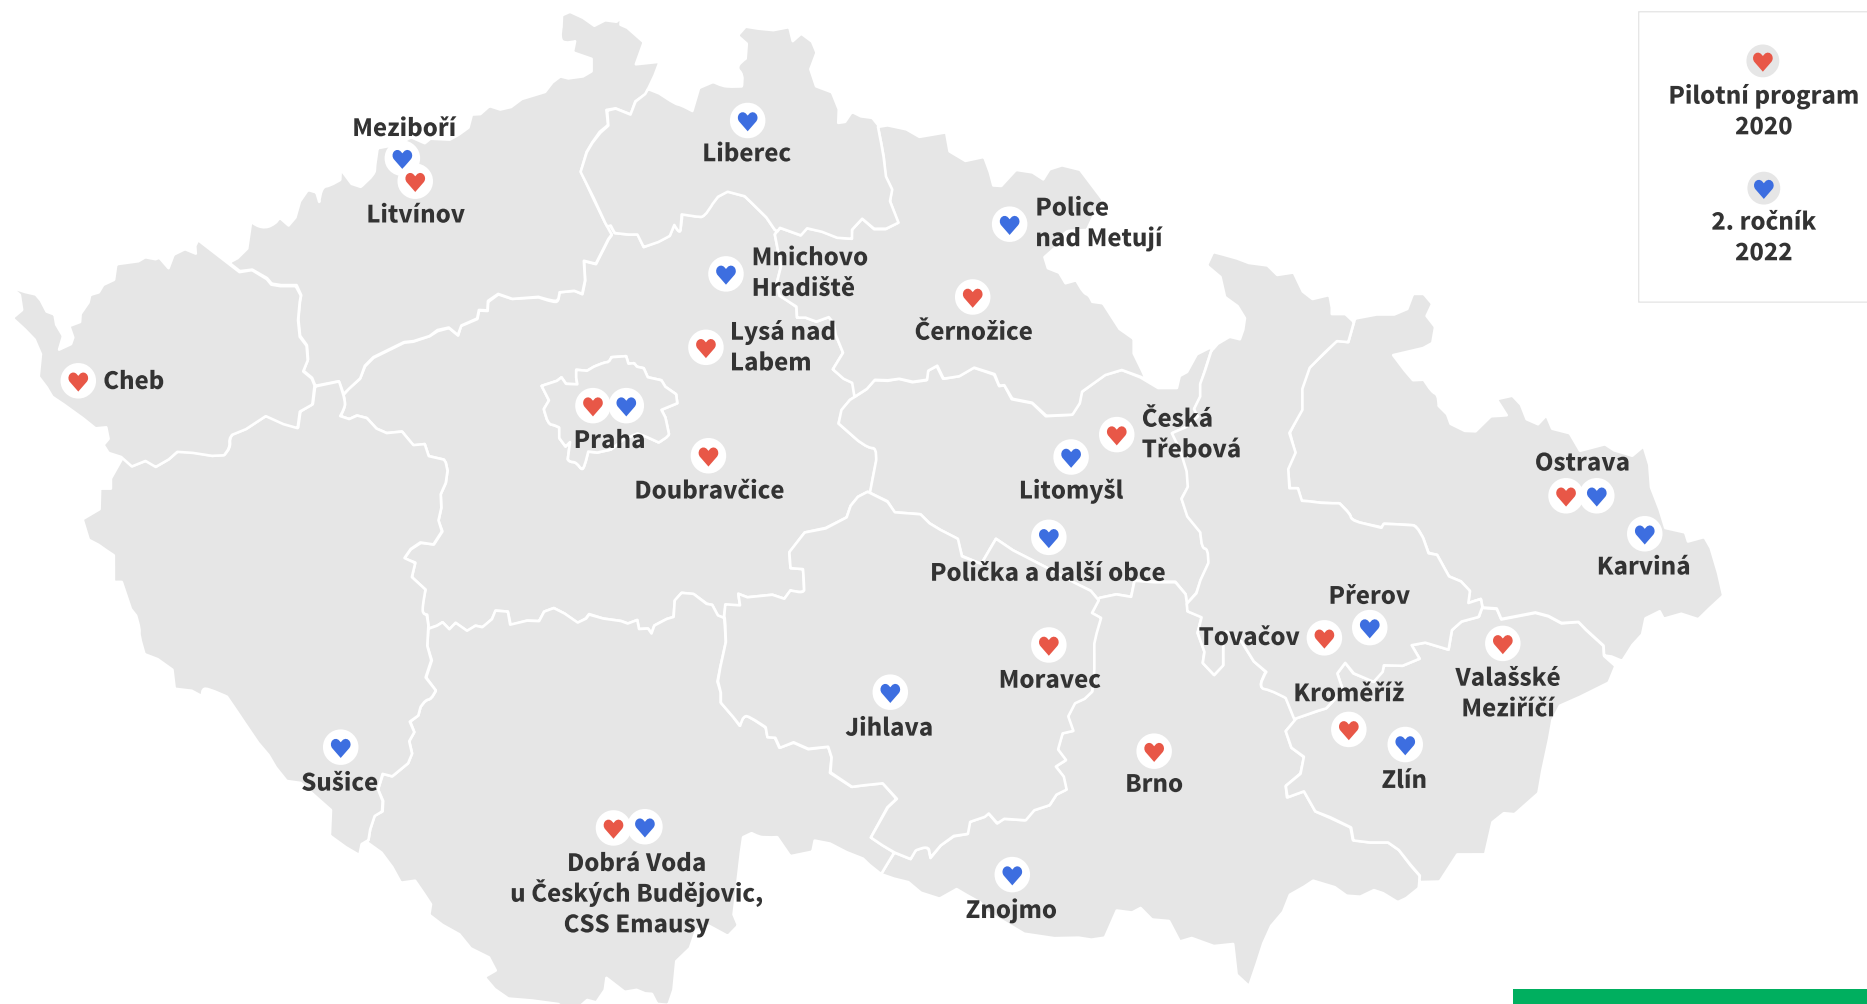 Pilotní program
2020
2. ročník
2022
Meziboří
Litvínov
Liberec
Police
nad Metují
Mnichovo
Hradiště
Černožice
Lysá nad
Labem
Cheb
Praha
Doubravčice
Česká
Třebová
Litomyšl
Ostrava
Karviná
Polička a další obce
Přerov
Tovačov
Moravec
Valašské
Meziříčí
Kroměříž
Jihlava
Sušice
Brno
Zlín
Dobrá Voda
u Českých Budějovic,
CSS Emausy
Znojmo